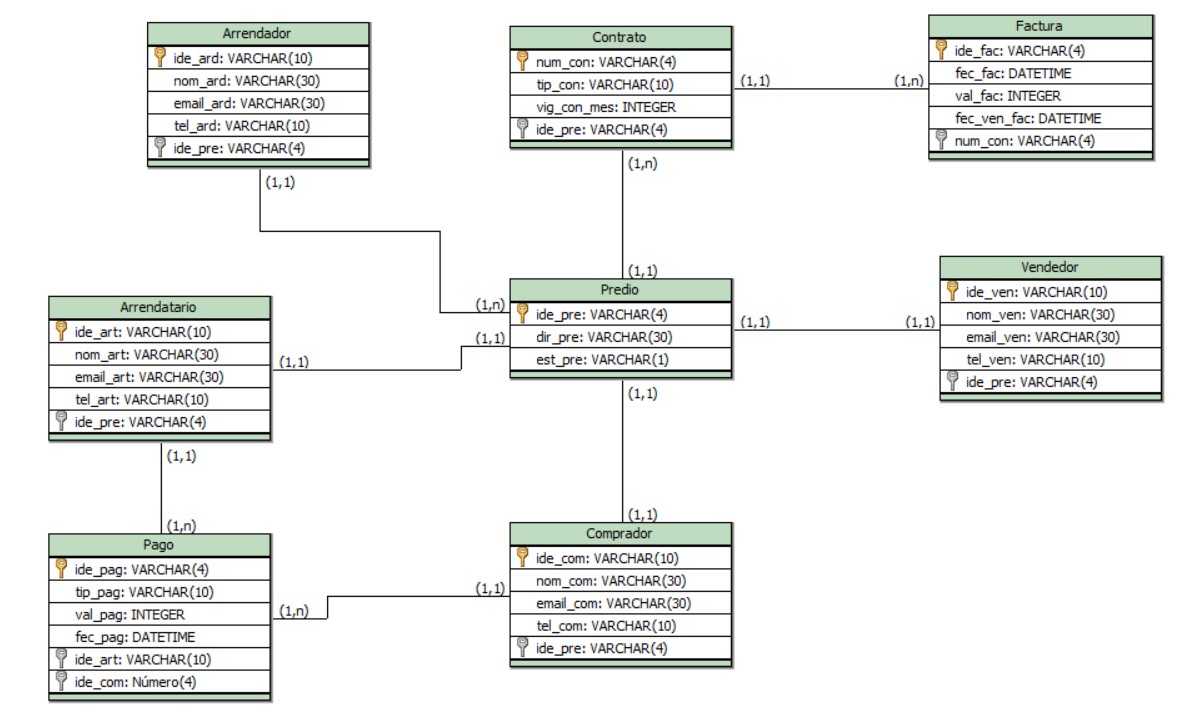 Arrendador
ide_ard: VARCHAR(10)
nom_ard: VARCHAR(30)
email_ard: VARCHAR(30)
tel_ard: VARCHAR(10)
ide_pre: VARCHAR(4)
(1,1)
Contrato
num_con: VARCHAR(4)
tip_con: VARCHAR(10)
vig_con_mes: INTEGER
ide_pre: VARCHAR(4)
(1,1)
(1,n)
(1,n)
Factura
ide_fac: VARCHAR(4)
fec_fac: DATETIME
val_fac: INTEGER
fec_ven_fac: DATETIME
num_con: VARCHAR(4)
Arrendatario
ide_art: VARCHAR(10)
nom_art: VARCHAR(30)
email_art: VARCHAR(30)
tel_art: VARCHAR(10)
ide_pre: VARCHAR(4)
(1,1)
(1,1)
(1,1)
(1,n)
(1,1)
Predio
ide_pre: VARCHAR(4)
dir_pre: VARCHAR(30)
est_pre: VARCHAR(1)
(1,1)
(1,1)
(1,1)
Vendedor
ide_ven: VARCHAR(10)
nom_ven: VARCHAR(30)
email_ven: VARCHAR(30)
tel_ven: VARCHAR(10)
ide_pre: VARCHAR(4)
(1,n)
Pago
ide_pag: VARCHAR(4)
tip_pag: VARCHAR(10)
val_pag: INTEGER
fec_pag: DATETIME
ide_art: VARCHAR(10)
ide_com: Número(4)
(1,n)
(1,1)
(1,1)
Comprador
ide_com: VARCHAR(10)
nom_com: VARCHAR(30)
email_com: VARCHAR(30)
tel_com: VARCHAR(10)
ide_pre: VARCHAR(4)